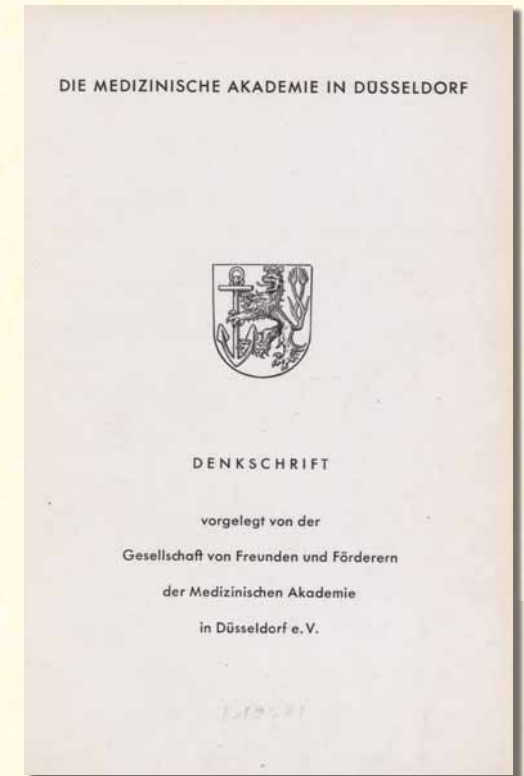 DIE MEDIZINISCHE AKADEMIE IN DÜSSELDORF
DENKSCHRIFT
vorgelegt von der
Gesellschaft von Freunden und Förderern
der Medizinischen Akademie
in Düsseldorf e. V.